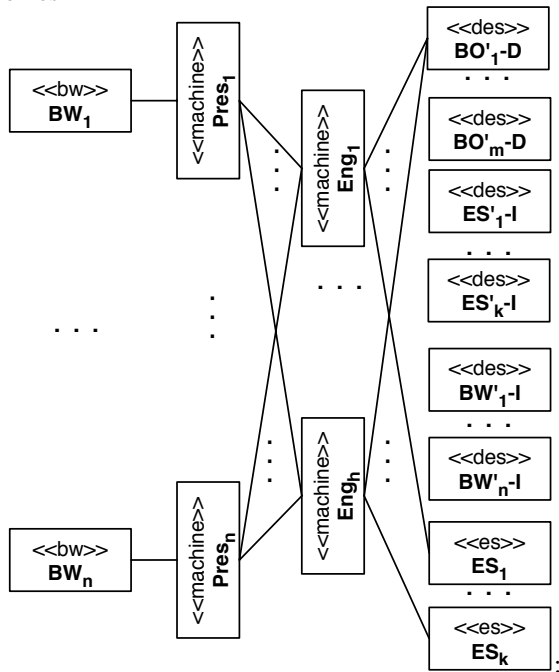 <<bw>>
BW₁
<<machine>>
Pres₁
<<machine>>
Eng₁
<<des>>
BO'₁-D
. . .
<<des>>
BO'ₘ-D
<<des>>
ES'₁-I
. . .
<<des>>
ES'ₖ-I
<<des>>
BW'₁-I
. . .
<<des>>
BW'ₙ-I
. . .
. . .
. . .
. . .
. . .
. . .
. . .
<<bw>>
BWₙ
<<machine>>
Presₙ
<<machine>>
Engₕ
<<es>>
ES₁
. . .
<<es>>
ESₖ